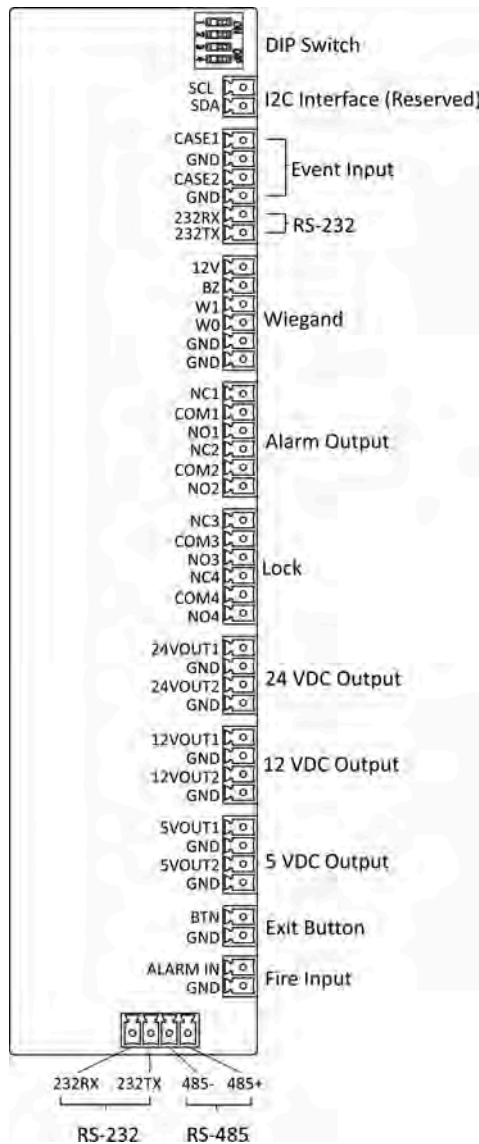 DIP Switch
SCL
SDA
I2C Interface (Reserved)
CASE1
GND
CASE2
GND
Event Input
232RX
232TX
RS-232
12V
BZ
W1
W0
GND
GND
Wiegand
NC1
COM1
NO1
NC2
COM2
NO2
Alarm Output
NC3
COM3
NO3
NC4
COM4
NO4
Lock
24VOUT1
GND
24VOUT2
GND
24 VDC Output
12VOUT1
GND
12VOUT2
GND
12 VDC Output
5VOUT1
GND
5VOUT2
GND
5 VDC Output
BTN
GND
Exit Button
ALARM IN
GND
Fire Input
232RX 232TX 485- 485+
RS-232 RS-485